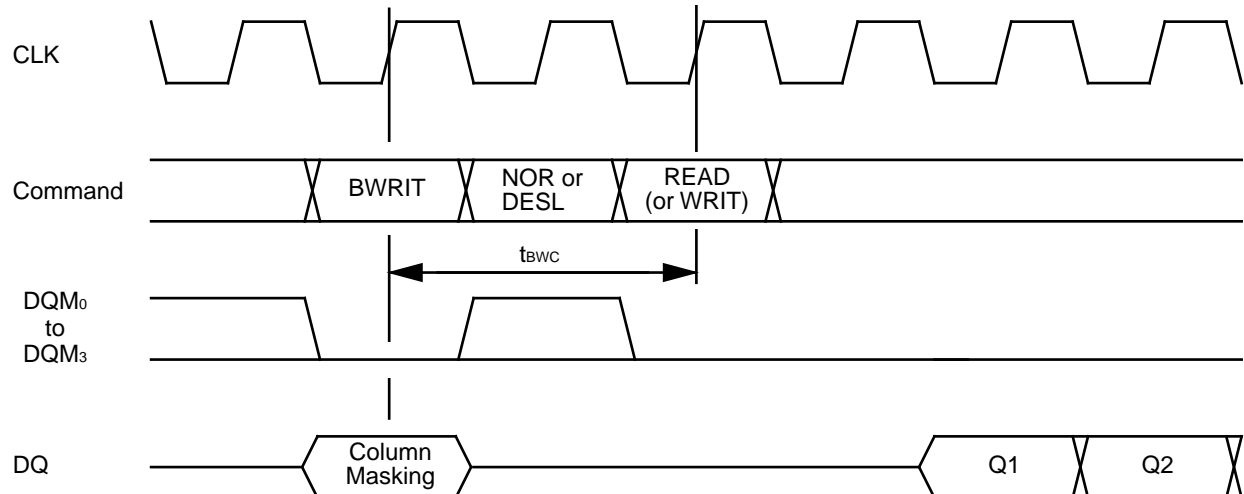 CLK
Command
BWRIT
NOR or
DESL
READ
(or WRIT)
tBWC
DQM0
to
DQM3
DQ
Column
Masking
Q1
Q2